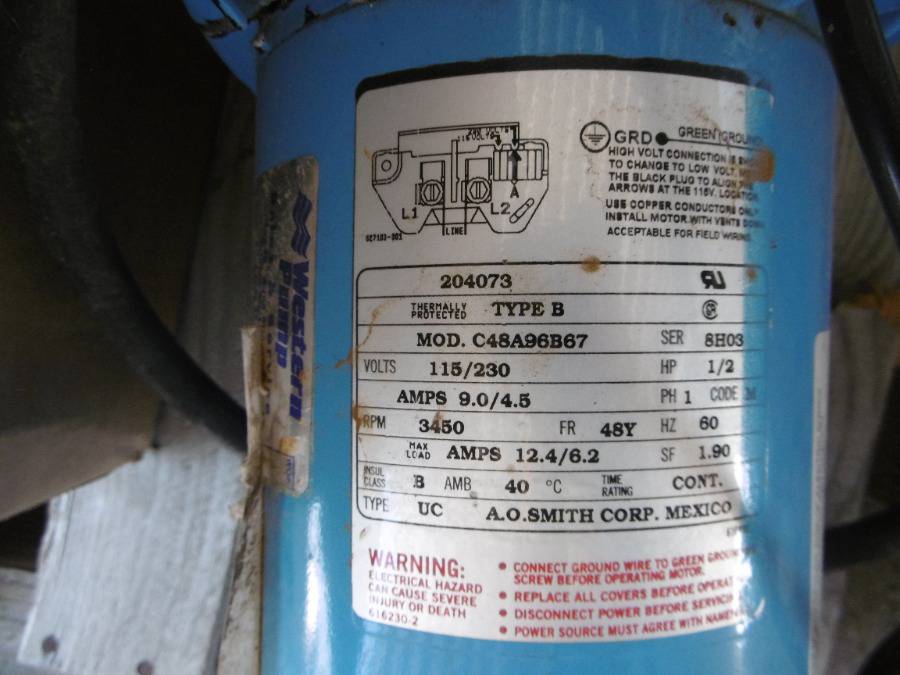 115 VOLTS
A
L1
L2
LINE
627103-001
GRD GREEN (GROUND
HIGH VOLT CONNECTION IS
TO CHANGE TO LOW VOLT,
THE BLACK PLUG TO ALIGN
ARROWS AT THE 115V. LOCATION
USE COPPER CONDUCTORS ONLY
INSTALL MOTOR WITH VENTS
ACCEPTABLE FOR FIELD WIRING
204073
THERMALLY PROTECTED TYPE B
MOD. C48A96B67 SER 8H03
VOLTS 115/230 HP 1/2
AMPS 9.0/4.5 PH 1 CODE
RPM 3450 FR 48Y HZ 60
MAX LOAD AMPS 12.4/6.2 SF 1.90
INSUL CLASS B AMB 40 °C TIME RATING CONT.
TYPE UC A.O.SMITH CORP. MEXICO
WARNING:
ELECTRICAL HAZARD
CAN CAUSE SEVERE
INJURY OR DEATH
616230-2
• CONNECT GROUND WIRE TO GREEN
SCREW BEFORE OPERATING MOTOR.
• REPLACE ALL COVERS BEFORE
• DISCONNECT POWER BEFORE
• POWER SOURCE MUST AGREE WITH
Western
Pump